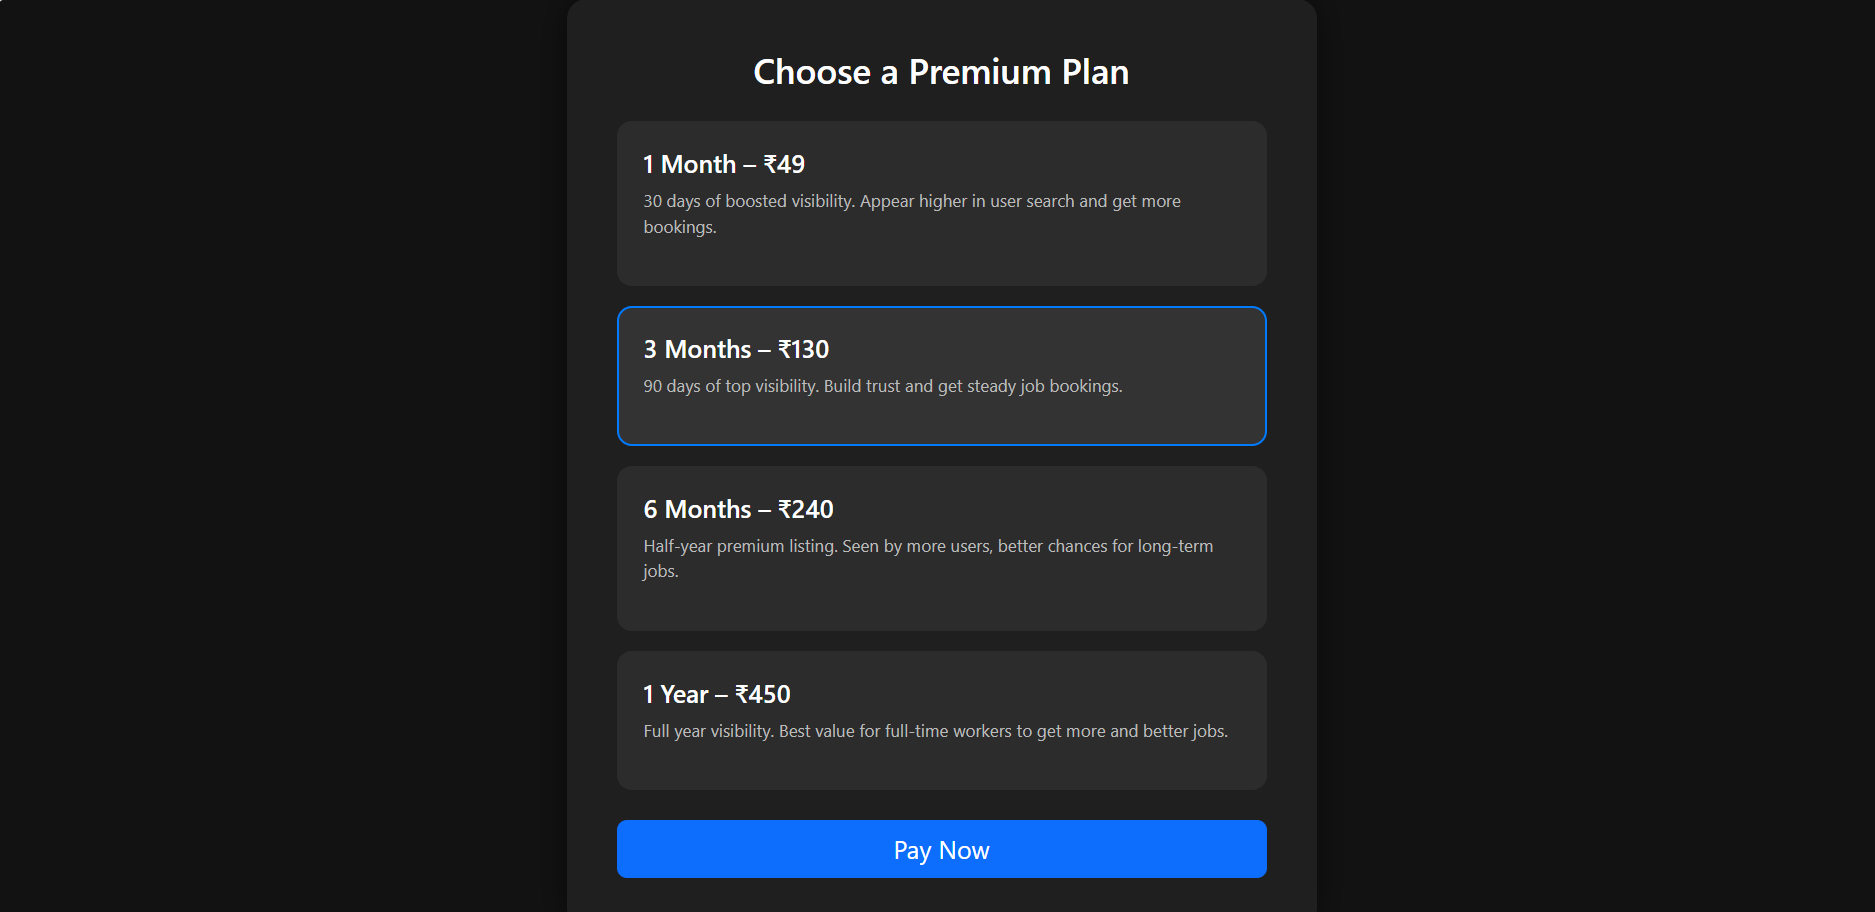 Choose a Premium Plan
1 Month – ₹49
30 days of boosted visibility. Appear higher in user search and get more
bookings.
3 Months – ₹130
90 days of top visibility. Build trust and get steady job bookings.
6 Months – ₹240
Half-year premium listing. Seen by more users, better chances for long-term
jobs.
1 Year – ₹450
Full year visibility. Best value for full-time workers to get more and better jobs.
Pay Now